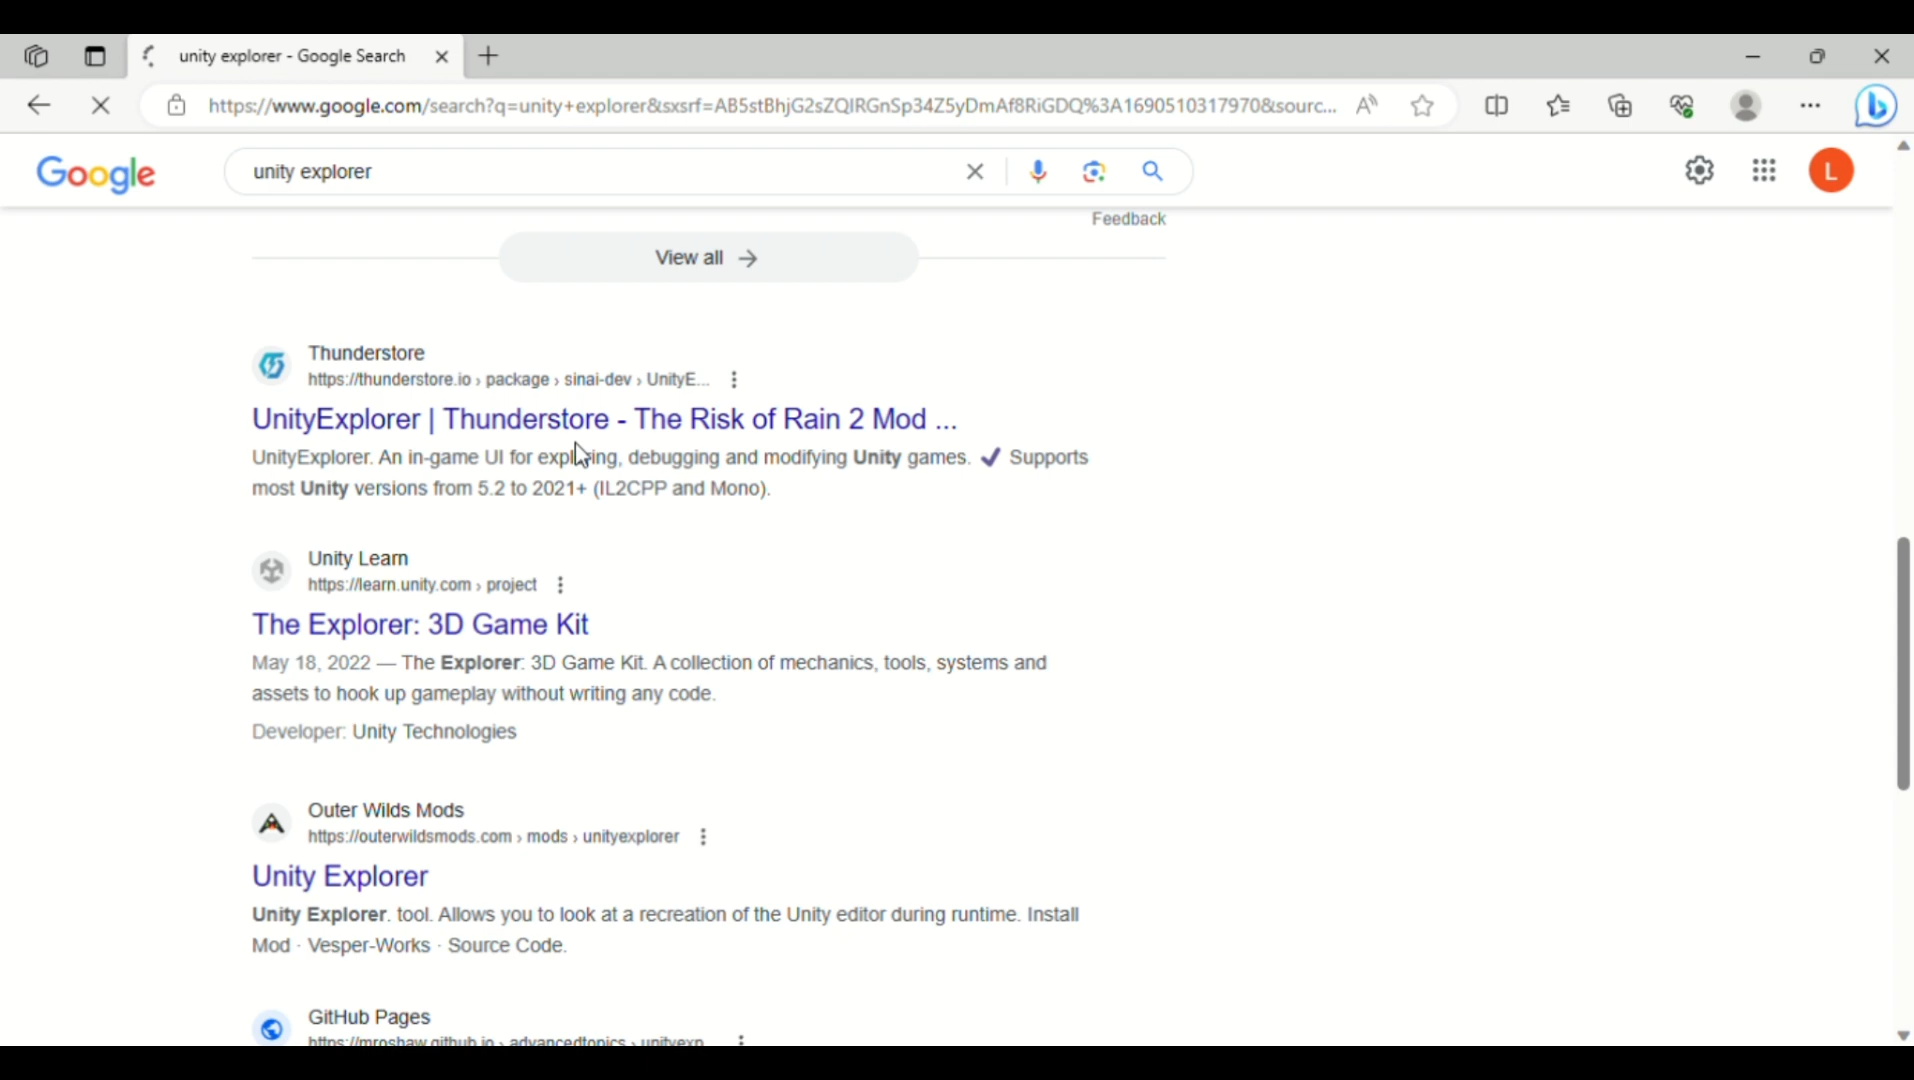 unity explorer - Google Search
https://www.google.com/search?q=unity+explorer&sxsrf=AB5stBhjG2sZQIRGnSp34Z5yDmAf8RiGDQ%3A1690510317970&sourc...
Google
unity explorer
L
Feedback
View all
Thunderstore
https://thunderstore.io › package › sinai-dev › UnityE...
UnityExplorer | Thunderstore - The Risk of Rain 2 Mod ...
UnityExplorer. An in-game UI for exploring, debugging and modifying Unity games. ✔ Supports
most Unity versions from 5.2 to 2021+ (IL2CPP and Mono).
Unity Learn
https://learn.unity.com › project
The Explorer: 3D Game Kit
May 18, 2022 — The Explorer: 3D Game Kit. A collection of mechanics, tools, systems and
assets to hook up gameplay without writing any code.
Developer: Unity Technologies
Outer Wilds Mods
https://outerwildsmods.com › mods › unityexplorer
Unity Explorer
Unity Explorer. tool. Allows you to look at a recreation of the Unity editor during runtime. Install
Mod · Vesper-Works · Source Code.
GitHub Pages
https://mroshaw.github.io › advancedtopics › unityexp...